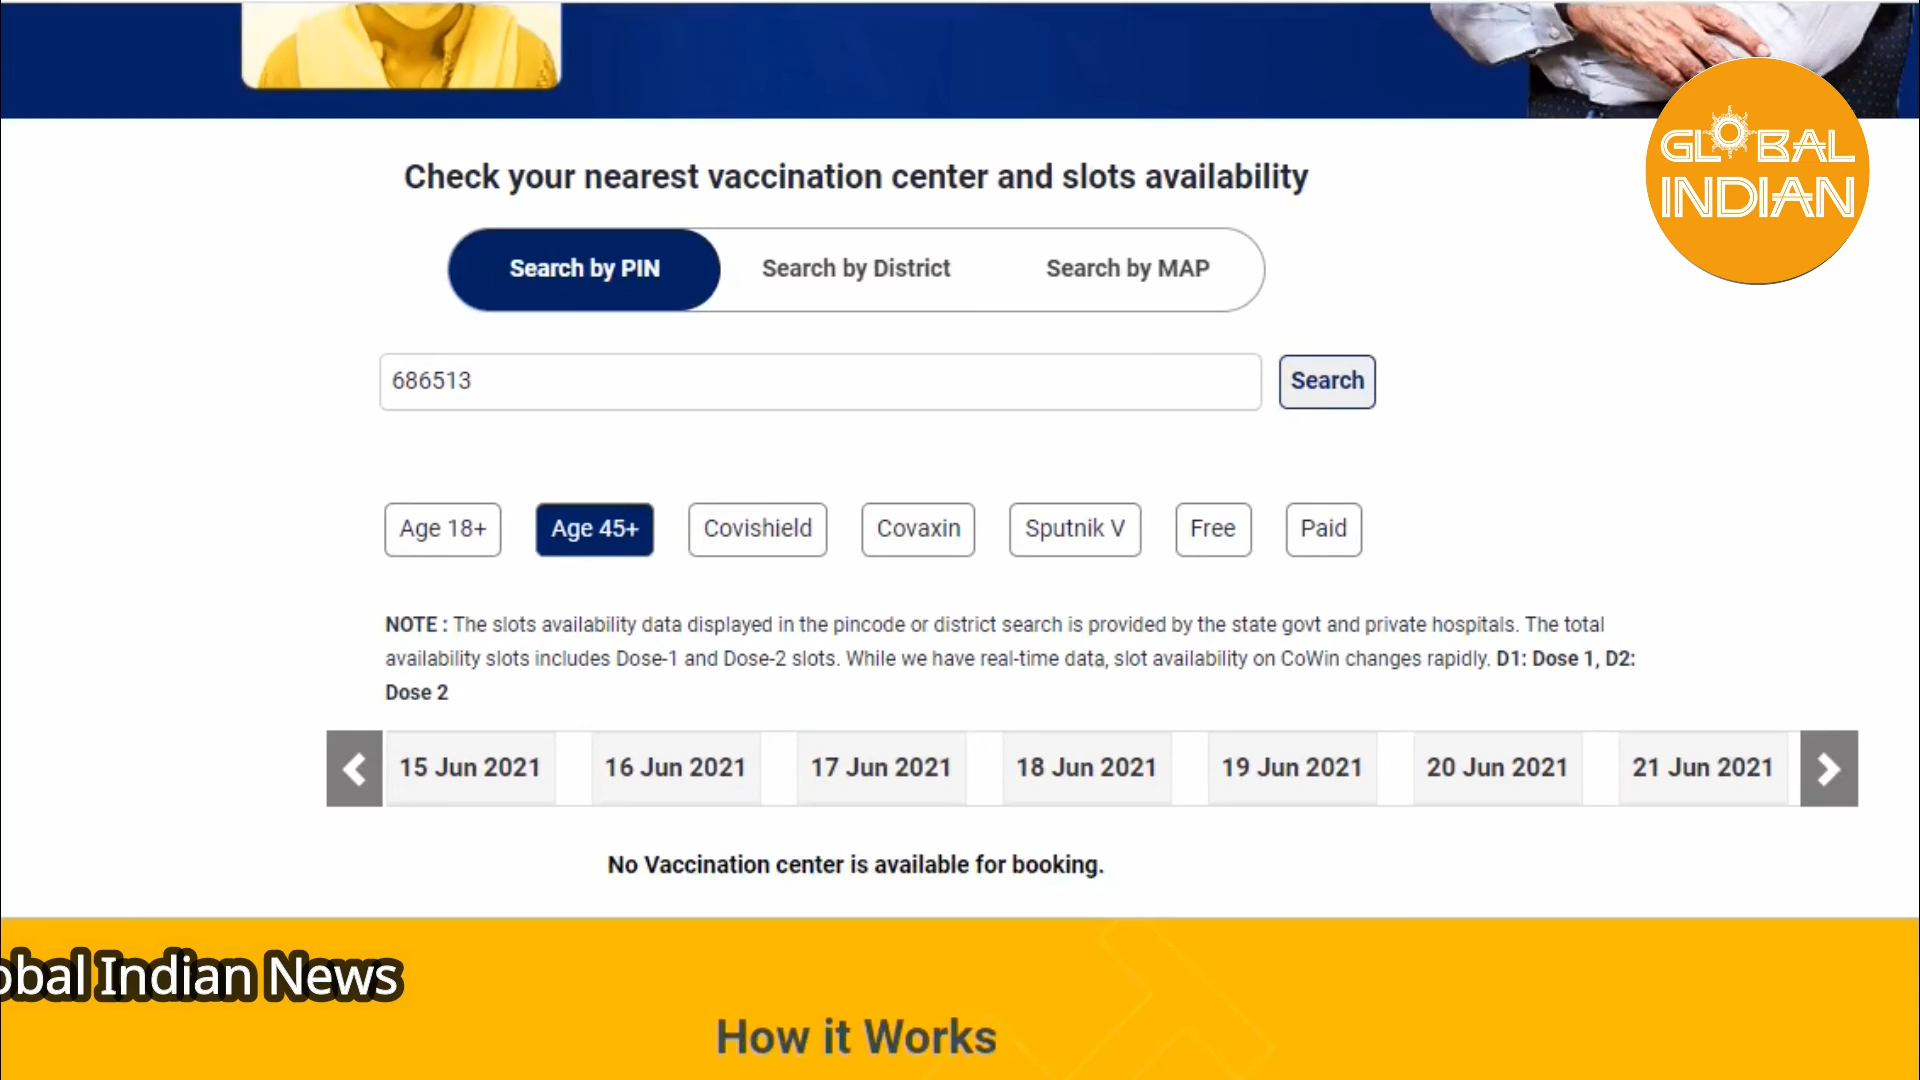 GLOBAL
INDIAN
Check your nearest vaccination center and slots availability
Search by PIN Search by District Search by MAP
686513 Search
Age 18+ Age 45+ Covishield Covaxin Sputnik V Free Paid
NOTE : The slots availability data displayed in the pincode or district search is provided by the state govt and private hospitals. The total
availability slots includes Dose-1 and Dose-2 slots. While we have real-time data, slot availability on CoWin changes rapidly. D1: Dose 1, D2:
Dose 2
15 Jun 2021 16 Jun 2021 17 Jun 2021 18 Jun 2021 19 Jun 2021 20 Jun 2021 21 Jun 2021
No Vaccination center is available for booking.
obal Indian News
How it Works